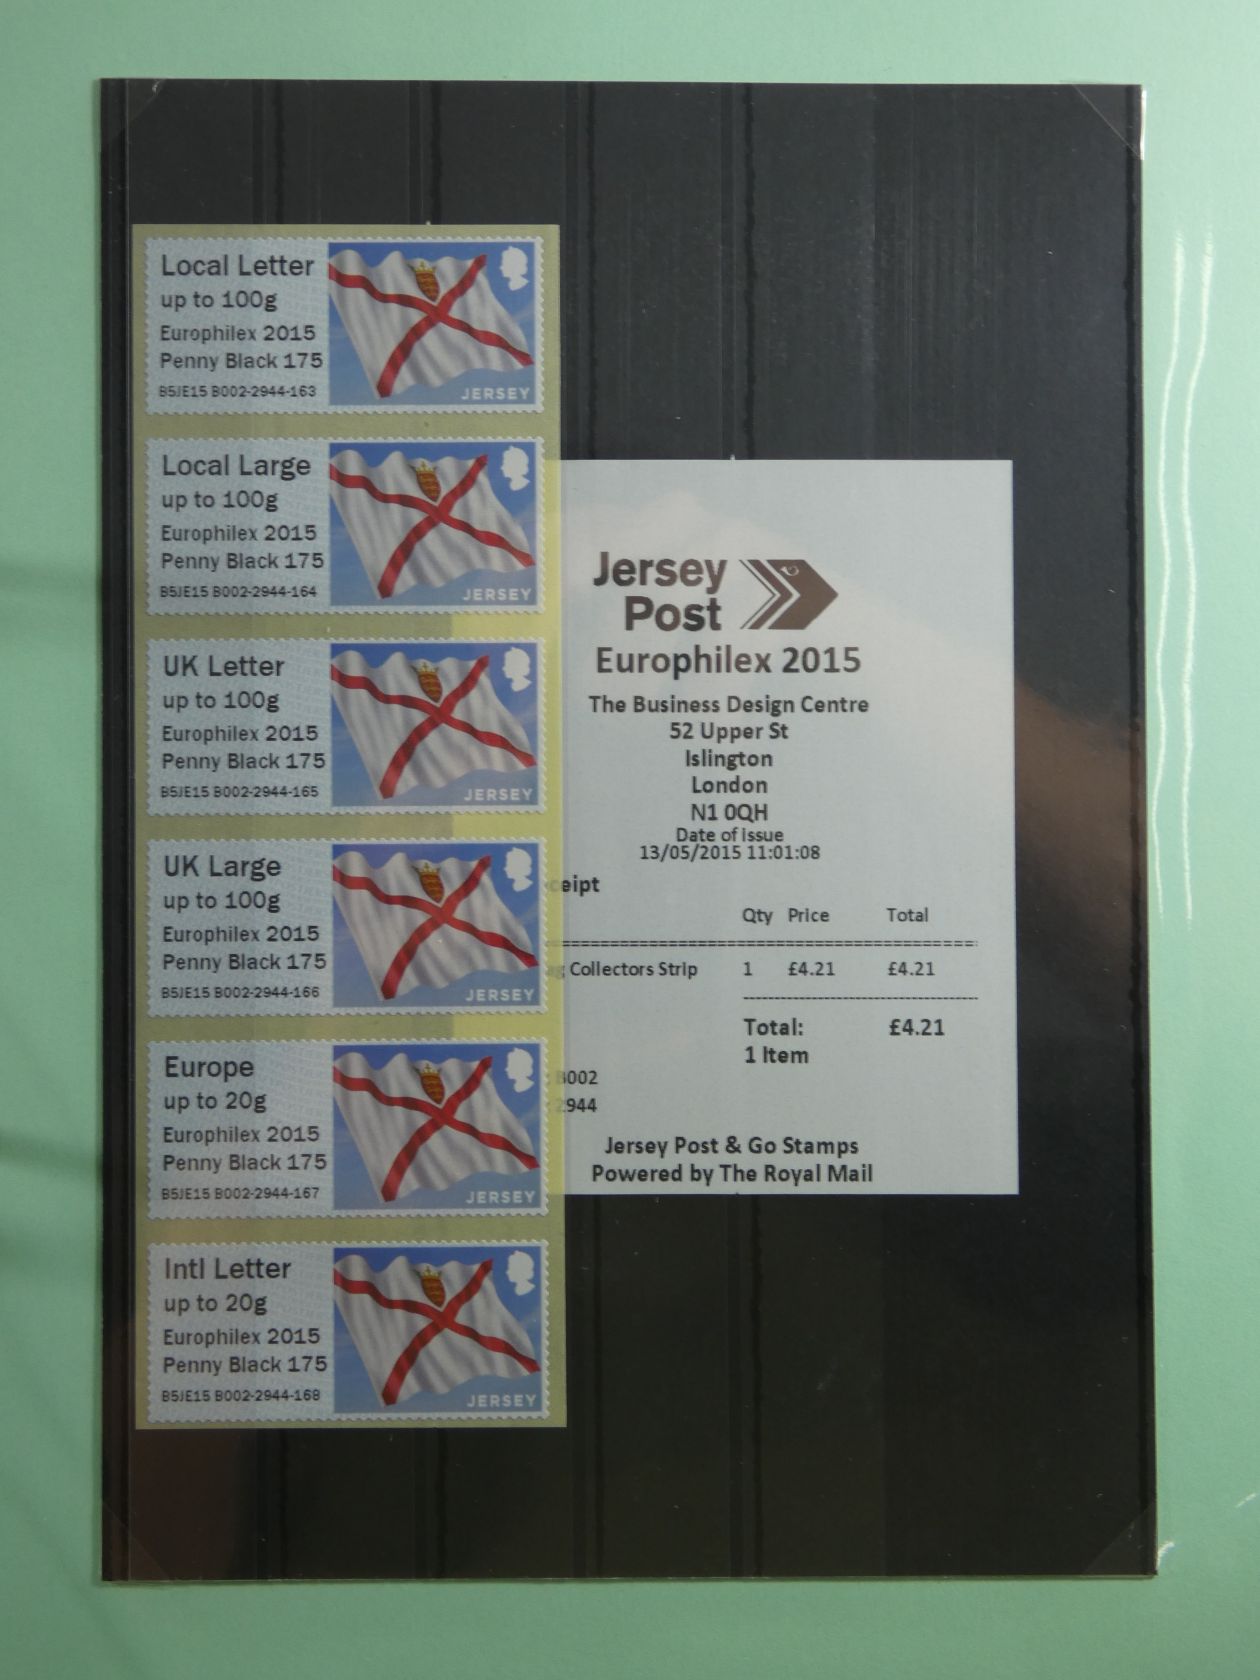 Local Letter
up to 100g
Europhilex 2015
Penny Black 175
B5JE15 B002-2944-163
JERSEY
Local Large
up to 100g
Europhilex 2015
Penny Black 175
B5JE15 B002-2944-164
JERSEY
UK Letter
up to 100g
Europhilex 2015
Penny Black 175
B5JE15 B002-2944-165
JERSEY
UK Large
up to 100g
Europhilex 2015
Penny Black 175
B5JE15 B002-2944-166
JERSEY
Europe
up to 20g
Europhilex 2015
Penny Black 175
B5JE15 B002-2944-167
JERSEY
Intl Letter
up to 20g
Europhilex 2015
Penny Black 175
B5JE15 B002-2944-168
JERSEY
Jersey
Post
Europhilex 2015
The Business Design Centre
52 Upper St
Islington
London
N1 0QH
Date of Issue
13/05/2015 11:01:08
ceipt
Qty Price Total
Collectors Strip 1 £4.21 £4.21
Total: £4.21
1 Item
: B002
: 2944
Jersey Post & Go Stamps
Powered by The Royal Mail